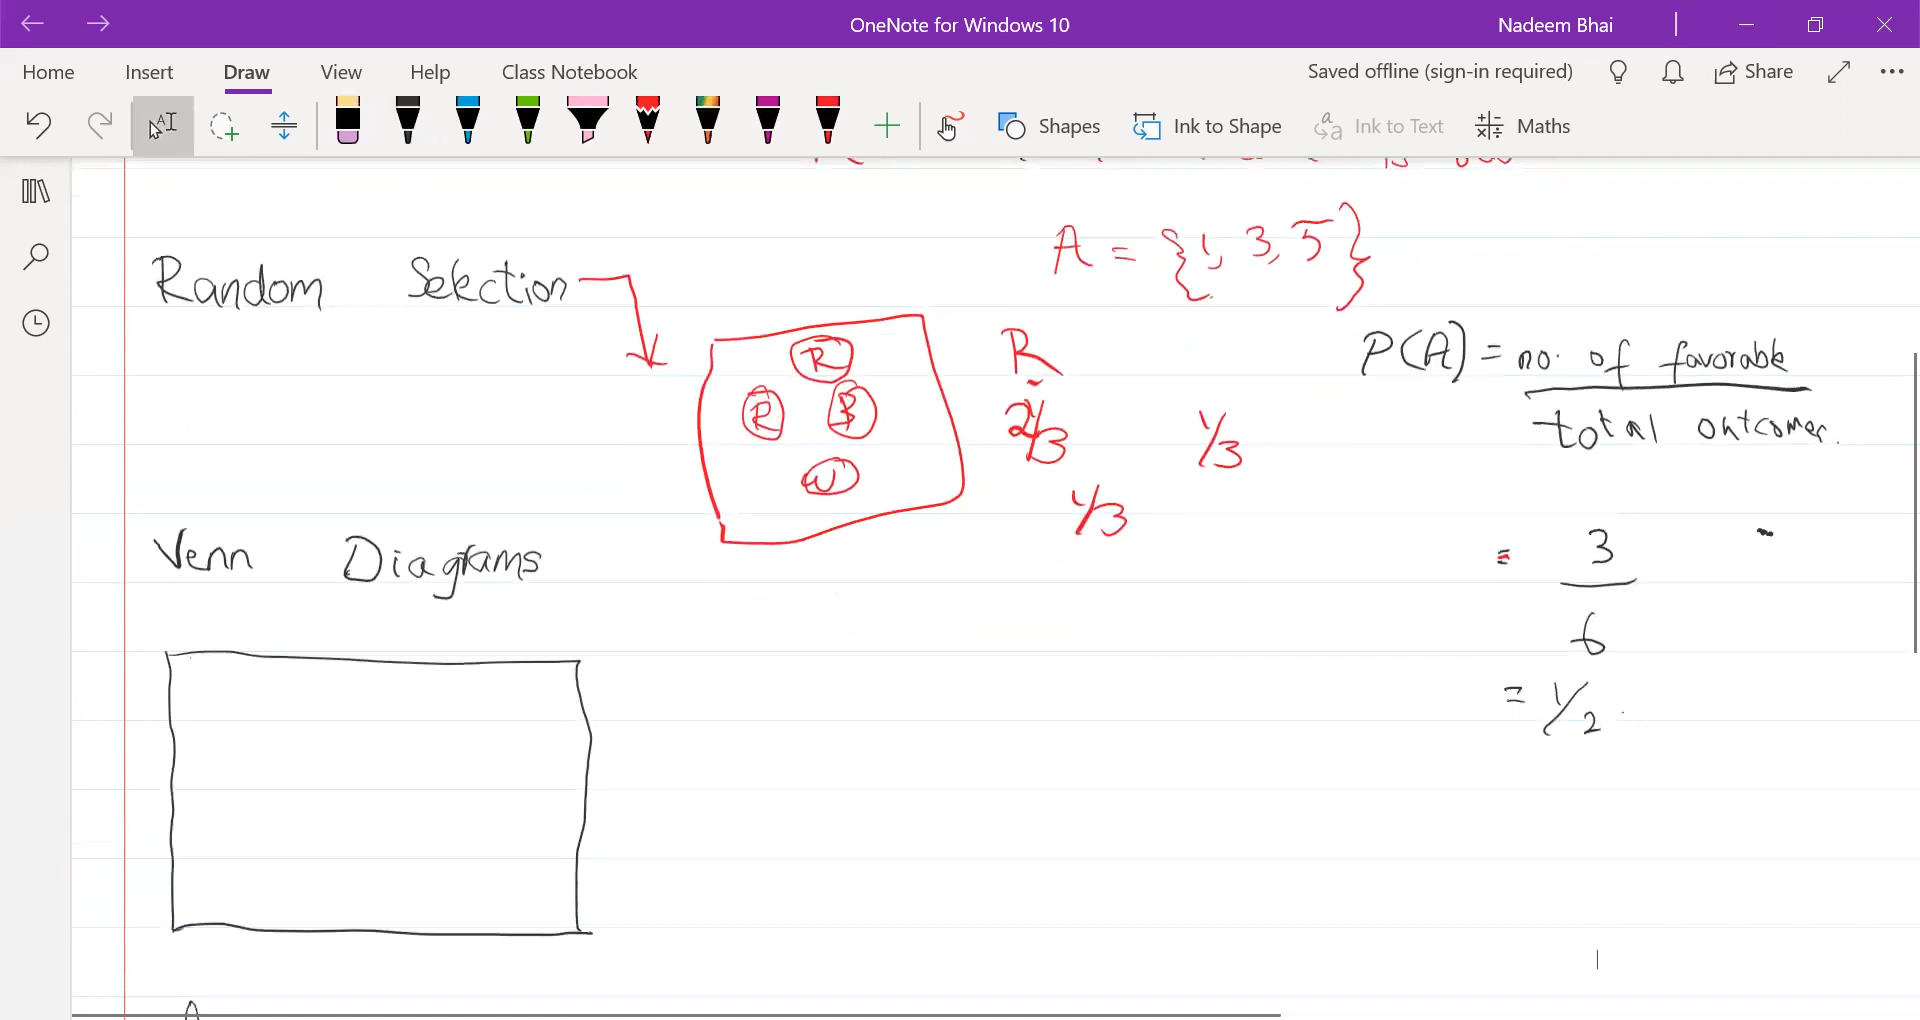 OneNote for Windows 10
Nadeem Bhai
Home Insert Draw View Help Class Notebook
Saved offline (sign-in required) Share
Shapes Ink to Shape Ink to Text Maths
A = {1, 3, 5}
Random Selection
R
R B
W
R
2/3
1/3
1/3
P(A) = no. of favorable
total outcomes.
= 3
6
= 1/2
Venn Diagrams